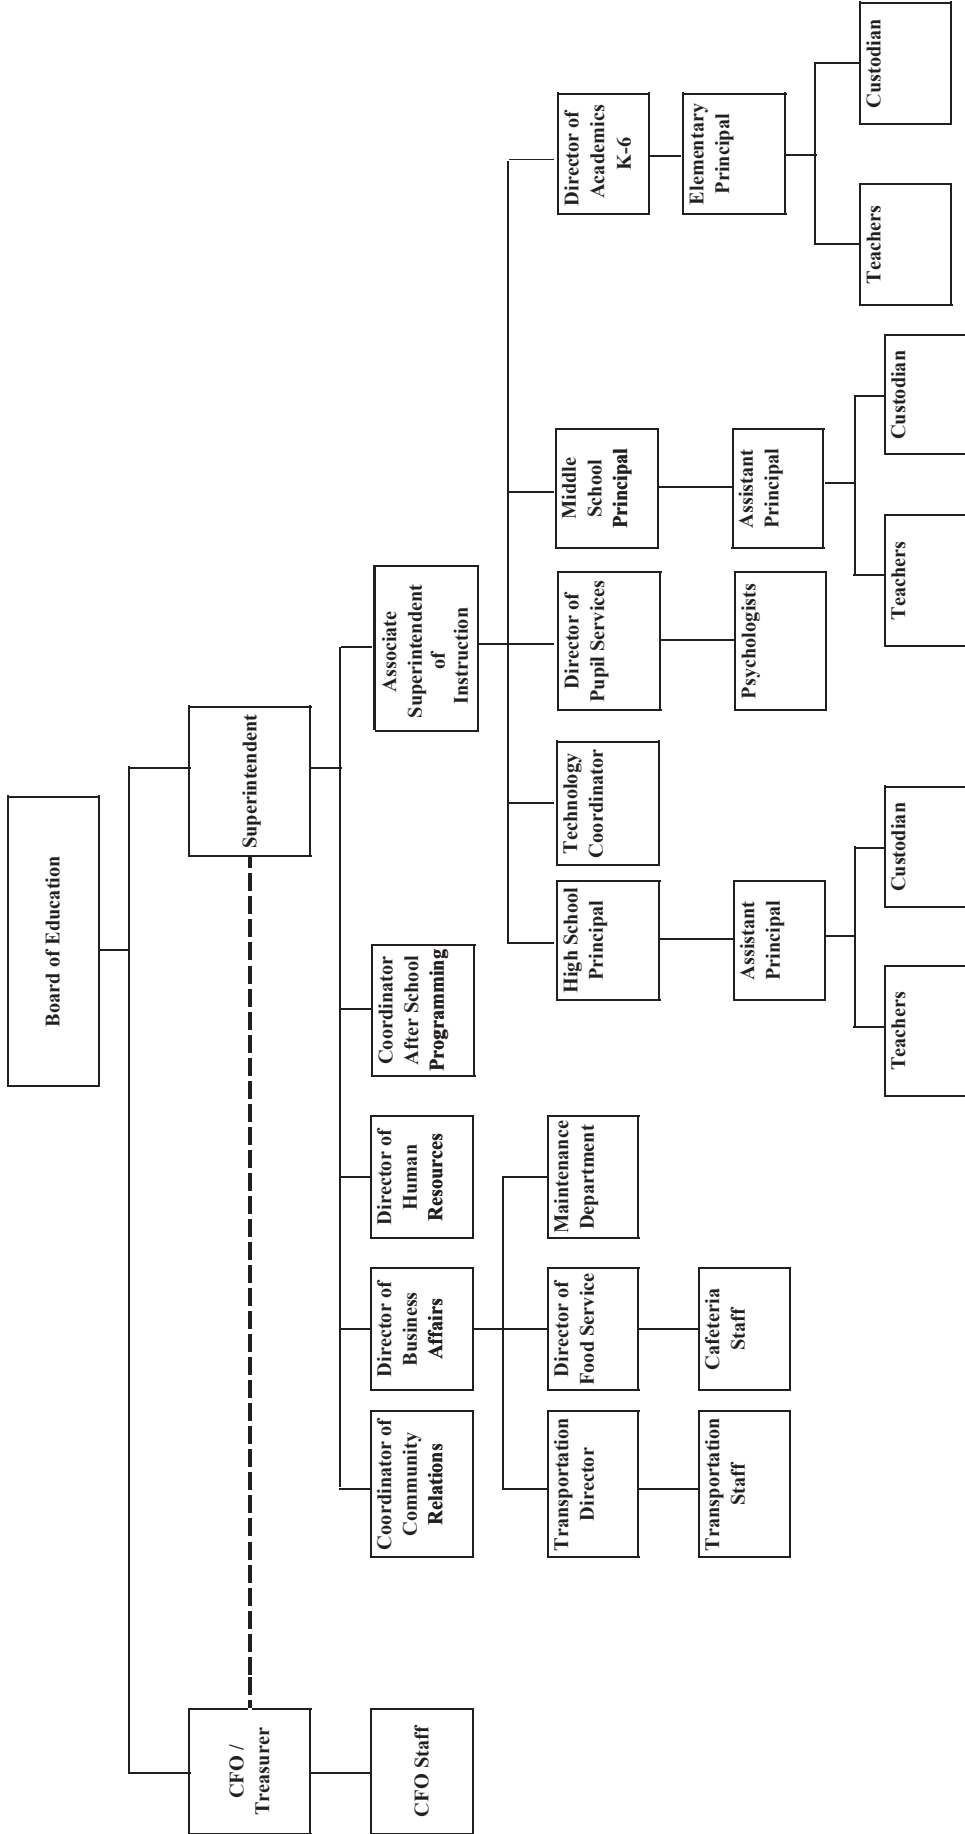 Board of Education
CFO /
Treasurer
Superintendent
CFO Staff
Coordinator of
Community
Relations
Director of
Business
Affairs
Director of
Human
Resources
Coordinator
After School
Programming
Associate
Superintendent
of
Instruction
Transportation
Director
Director of
Food Service
Maintenance
Department
High School
Principal
Technology
Coordinator
Director of
Pupil Services
Middle
School
Principal
Director of
Academics
K-6
Transportation
Staff
Cafeteria
Staff
Assistant
Principal
Psychologists
Assistant
Principal
Elementary
Principal
Teachers
Custodian
Teachers
Custodian
Teachers
Custodian